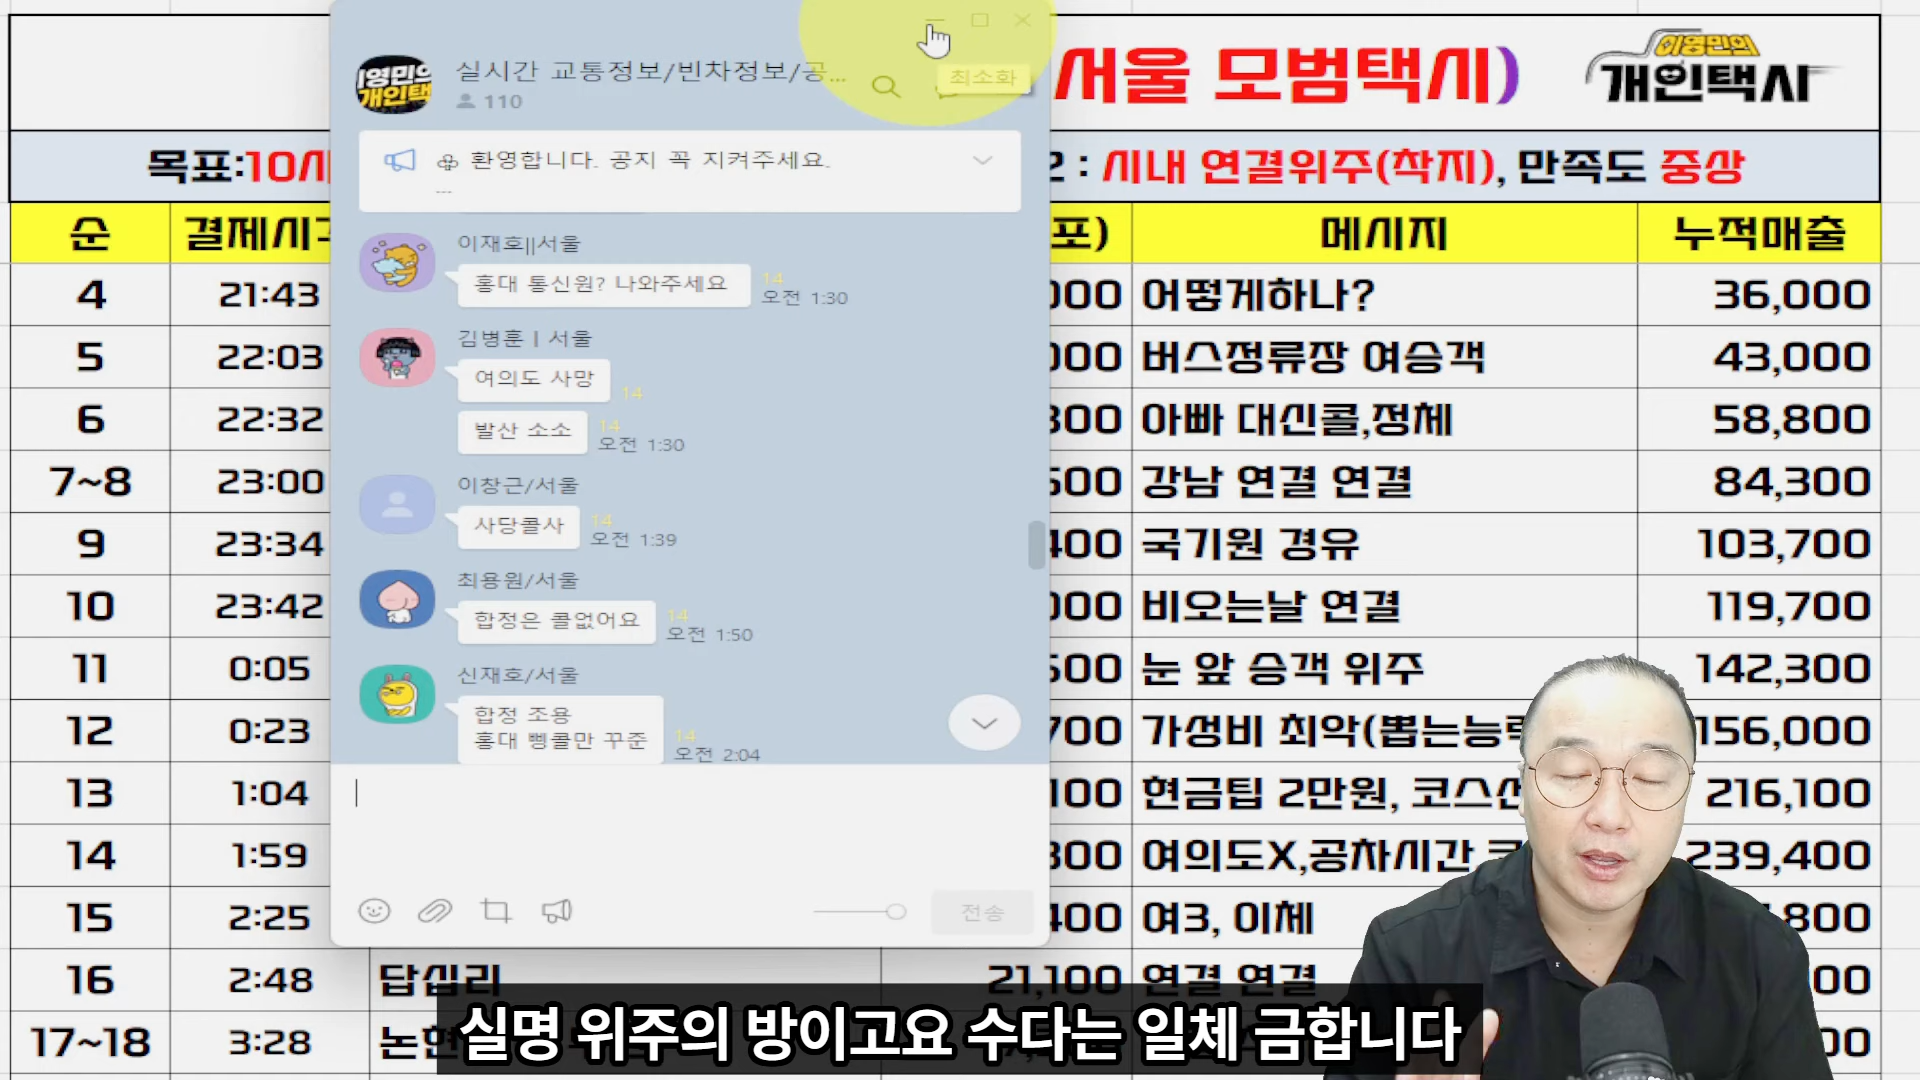 서울 모범택시)
이영민의
개인택시
목표:10시
2 : 시내 연결위주(착지), 만족도 중상
순 결제시각 포) 메시지 누적매출
4 21:43 000 어떻게하나? 36,000
5 22:03 000 버스정류장 여승객 43,000
6 22:32 800 아빠 대신콜,정체 58,800
7~8 23:00 500 강남 연결 연결 84,300
9 23:34 400 국기원 경유 103,700
10 23:42 000 비오는날 연결 119,700
11 0:05 600 눈 앞 승객 위주 142,300
12 0:23 700 가성비 최악(뽑는능력 156,000
13 1:04 100 현금팁 2만원, 코스선 216,100
14 1:59 300 여의도X,공차시간 239,400
15 2:25 400 여3, 이체 800
16 2:48 답십리 21,100 연결 연결 00
17~18 3:28 논현 00
이영민의
개인택
실시간 교통정보/빈차정보/공...
110
최소화
환영합니다. 공지 꼭 지켜주세요.
...
이재호||서울
홍대 통신원? 나와주세요
14
오전 1:30
김병훈 | 서울
여의도 사망
14
발산 소소
14
오전 1:30
이창근/서울
사당콜사
14
오전 1:39
최용원/서울
합정은 콜없어요
14
오전 1:50
신재호/서울
합정 조용
홍대 삥콜만 꾸준
14
오전 2:04
전송
실명 위주의 방이고요 수다는 일체 금합니다